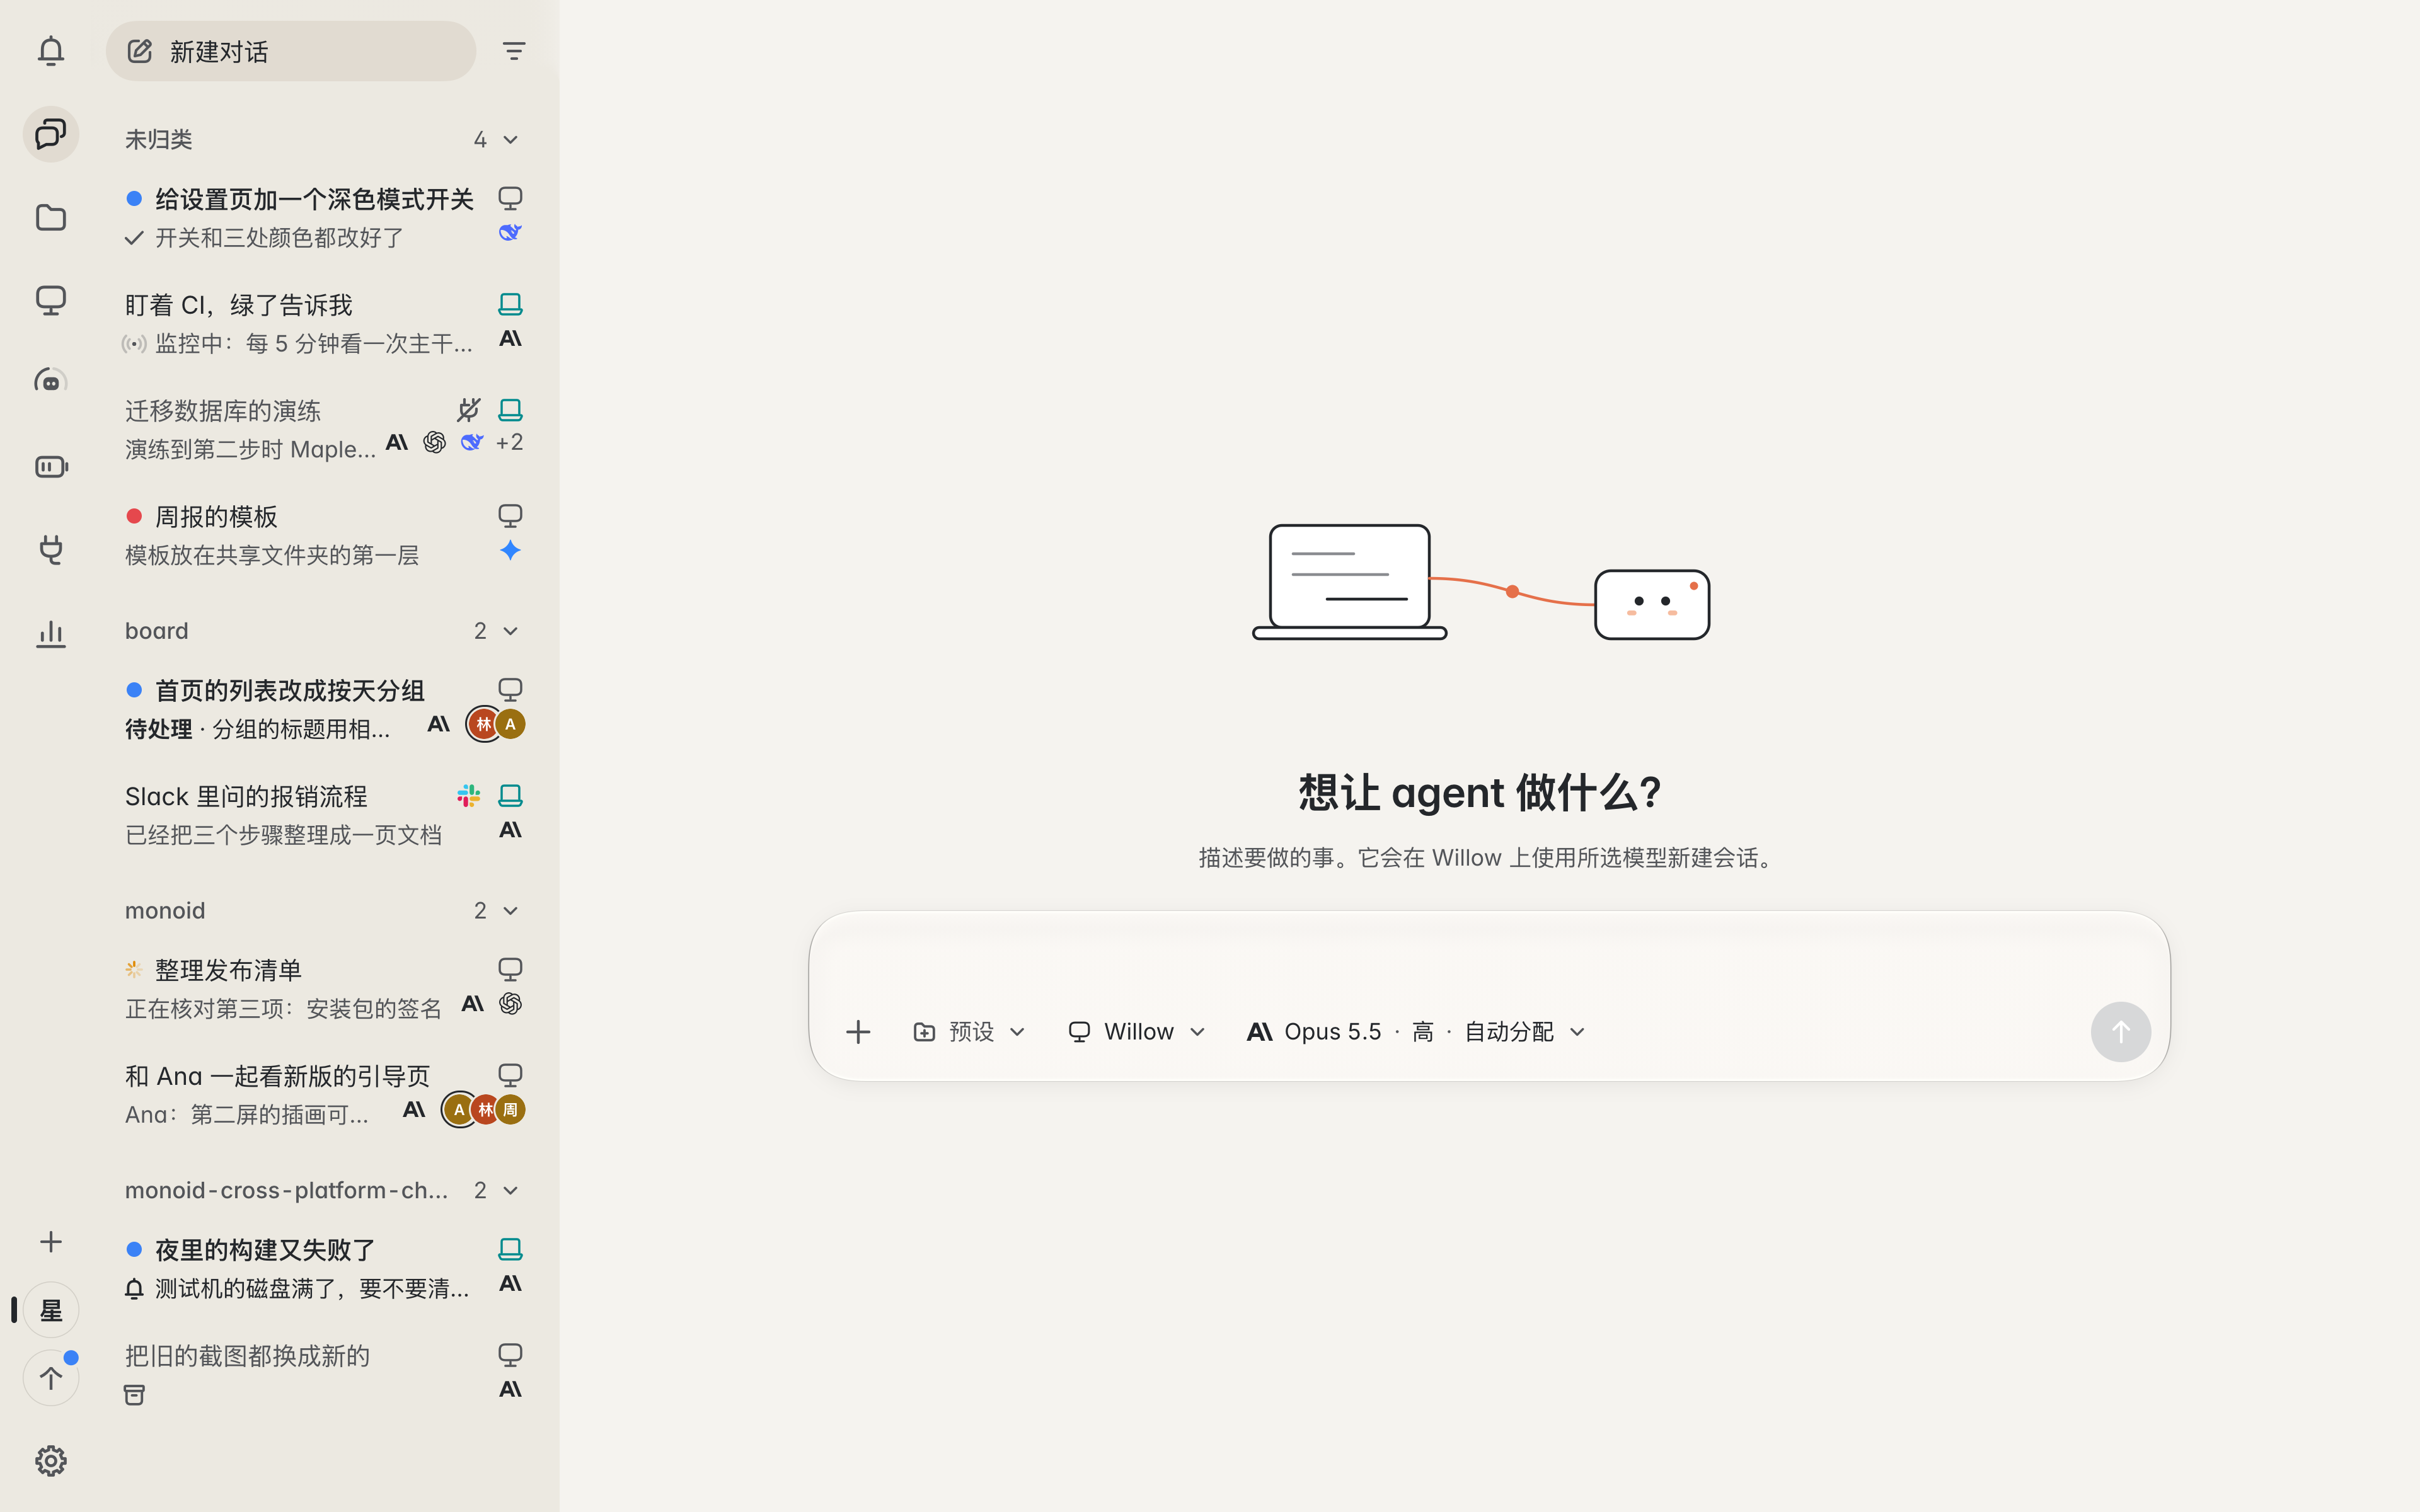 新建对话
未归类 4
给设置页加一个深色模式开关
开关和三处颜色都改好了
盯着 CI，绿了告诉我
监控中：每 5 分钟看一次主干...
迁移数据库的演练
演练到第二步时 Maple... +2
周报的模板
模板放在共享文件夹的第一层
board 2
首页的列表改成按天分组
待处理 · 分组的标题用相... 林 A
Slack 里问的报销流程
已经把三个步骤整理成一页文档
monoid 2
整理发布清单
正在核对第三项：安装包的签名
和 Ana 一起看新版的引导页
Ana：第二屏的插画可... A 林 周
monoid-cross-platform-ch... 2
夜里的构建又失败了
测试机的磁盘满了，要不要清...
把旧的截图都换成新的
星
个
想让 agent 做什么？
描述要做的事。它会在 Willow 上使用所选模型新建会话。
预设 Willow Opus 5.5 · 高 · 自动分配